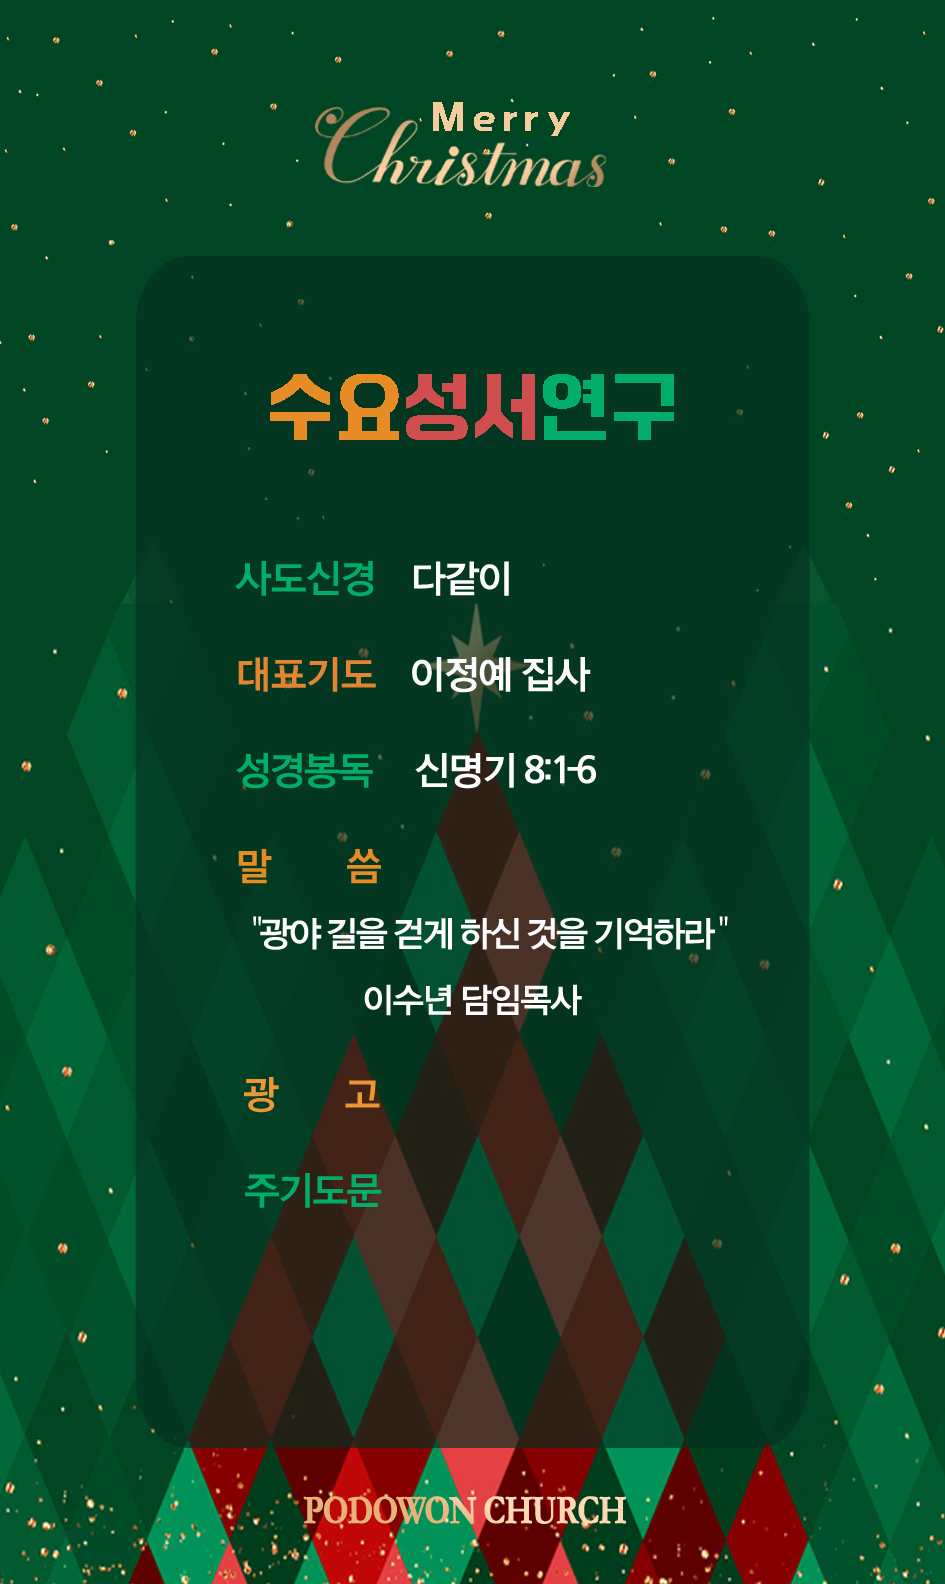 Merry
Christmas
수요성서연구
사도신경 다같이
대표기도 이정예 집사
성경봉독 신명기 8:1-6
말 씀
"광야 길을 걷게 하신 것을 기억하라"
이수년 담임목사
광 고
주기도문
PODOWON CHURCH